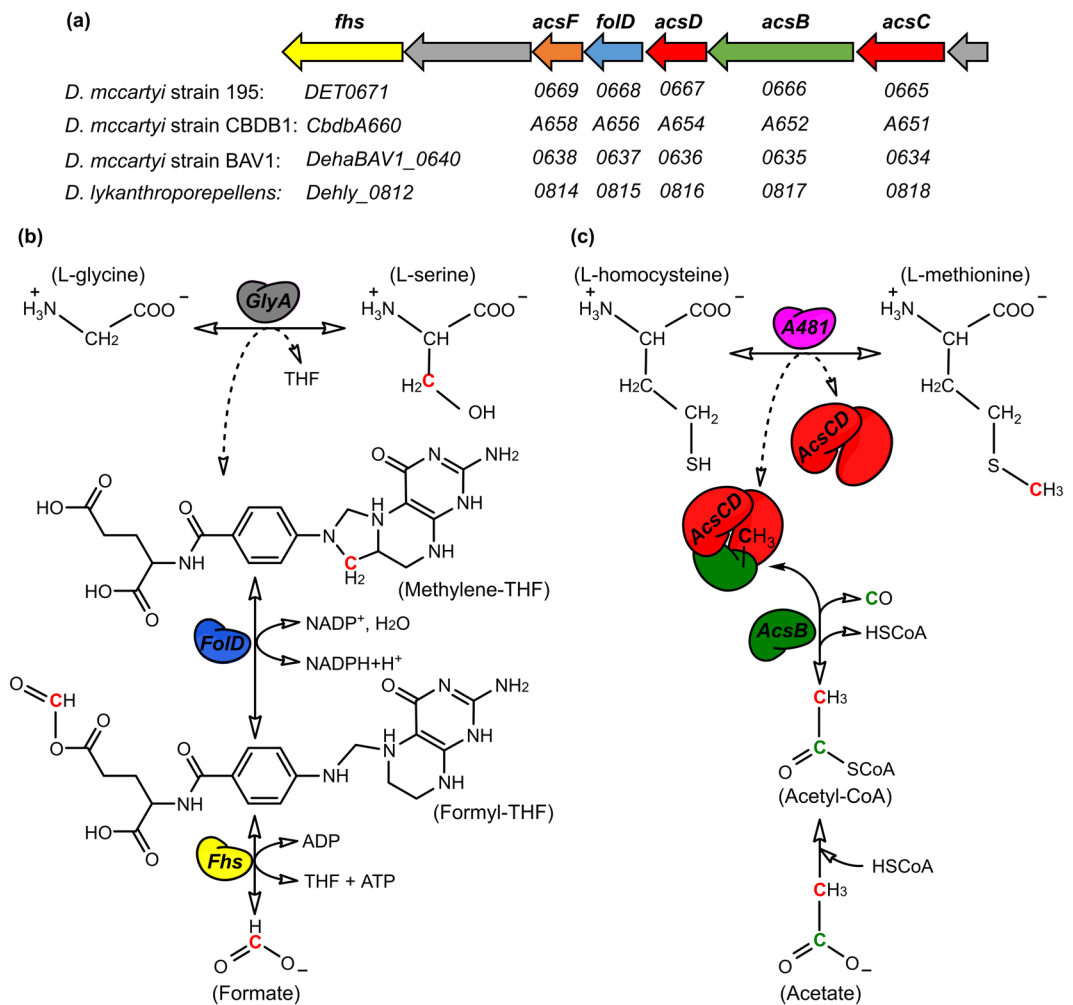 (a)
fhs acsF folD acsD acsB acsC
D. mccartyi strain 195: DET0671 0669 0668 0667 0666 0665
D. mccartyi strain CBDB1: CbdbA660 A658 A656 A654 A652 A651
D. mccartyi strain BAV1: DehaBAV1_0640 0638 0637 0636 0635 0634
D. lykanthroporepellens: Dehly_0812 0814 0815 0816 0817 0818
(b)
(L-glycine)
(L-serine)
H3N+
COO−
CH2
GlyA
THF
H3N+
COO−
CH
H2C
OH
O
N
NH2
HO
O
O
H
N
N
NH
N
H
NH
C
H2
HO
O
(Methylene-THF)
FolD
NADP+, H2O
NADPH+H+
O
CH
O
O
O
N
NH2
O
NH
N
H
N
NH
NH
NH
HO
O
(Formyl-THF)
Fhs
ADP
THF + ATP
H
C
O
O−
(Formate)
(c)
(L-homocysteine)
(L-methionine)
H3N+
COO−
CH
H2C
CH2
SH
A481
AcsCD
H3N+
COO−
CH
H2C
CH2
S
CH3
AcsCD
CH3
AcsB
CO
HSCoA
CH3
C
O
SCoA
(Acetyl-CoA)
HSCoA
CH3
C
O
O−
(Acetate)